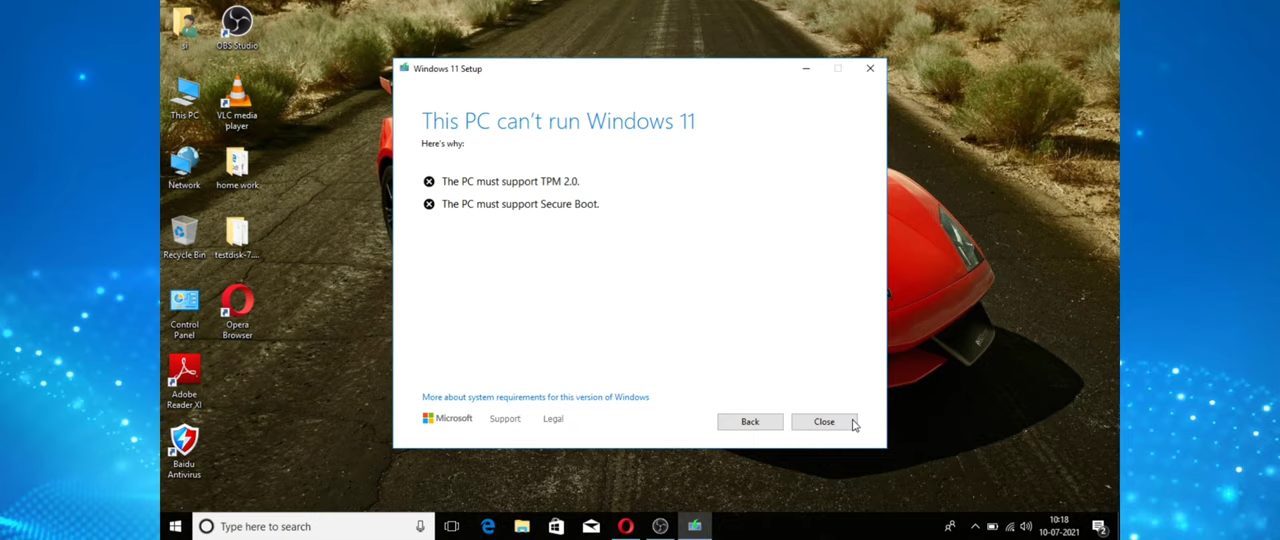 si
OBS Studio
This PC
VLC media
player
Network
home work
Recycle Bin
testdisk-7....
Control
Panel
Opera
Browser
Adobe
Reader XI
Baidu
Antivirus
Windows 11 Setup
This PC can't run Windows 11
Here's why:
The PC must support TPM 2.0.
The PC must support Secure Boot.
More about system requirements for this version of Windows
Microsoft
Support
Legal
Back
Close
Type here to search
10:18
10-07-2021
2